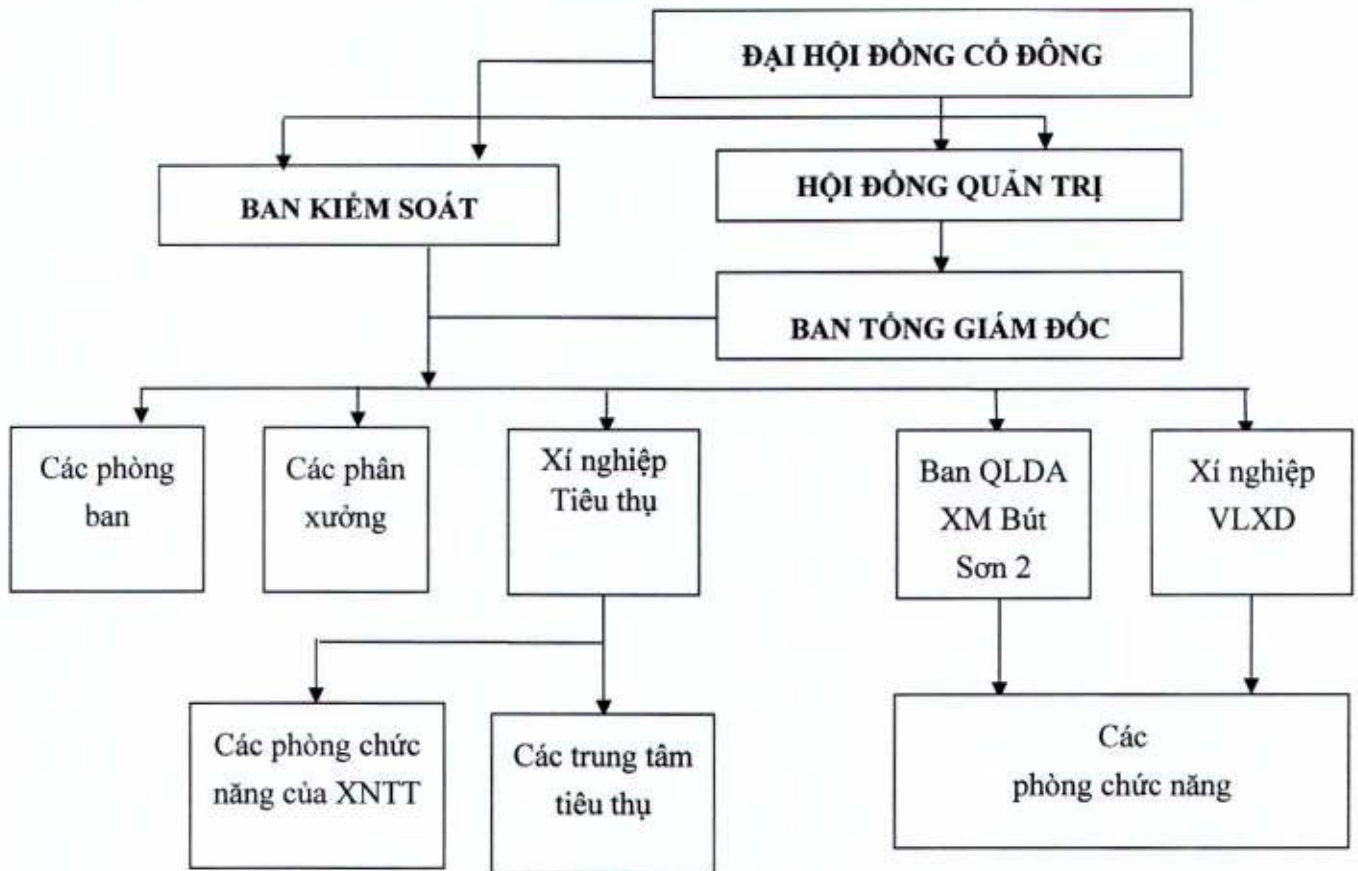 ĐẠI HỘI ĐỒNG CỔ ĐÔNG
BAN KIỂM SOÁT
HỘI ĐỒNG QUẢN TRỊ
BAN TỔNG GIÁM ĐỐC
Các phòng
ban
Các phân
xưởng
Xí nghiệp
Tiêu thụ
Ban QLDA
XM Bút
Sơn 2
Xí nghiệp
VLXD
Các phòng chức
năng của XNTT
Các trung tâm
tiêu thụ
Các
phòng chức năng